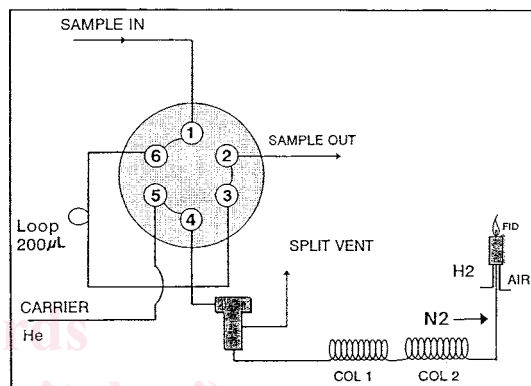 SAMPLE IN
1
6
2
SAMPLE OUT
5
3
4
Loop
200μL
SPLIT VENT
FID
H2
AIR
CARRIER
He
N2
COL 1
COL 2
rds